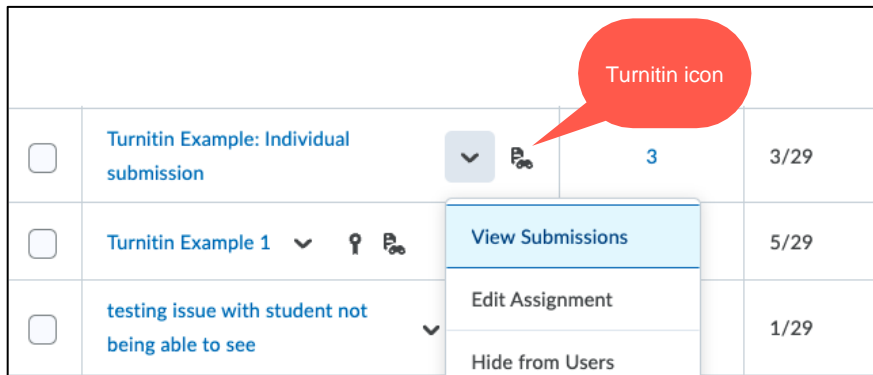 Turnitin icon
Turnitin Example: Individual
submission
3
3/29
Turnitin Example 1
View Submissions
5/29
Edit Assignment
testing issue with student not
being able to see
1/29
Hide from Users